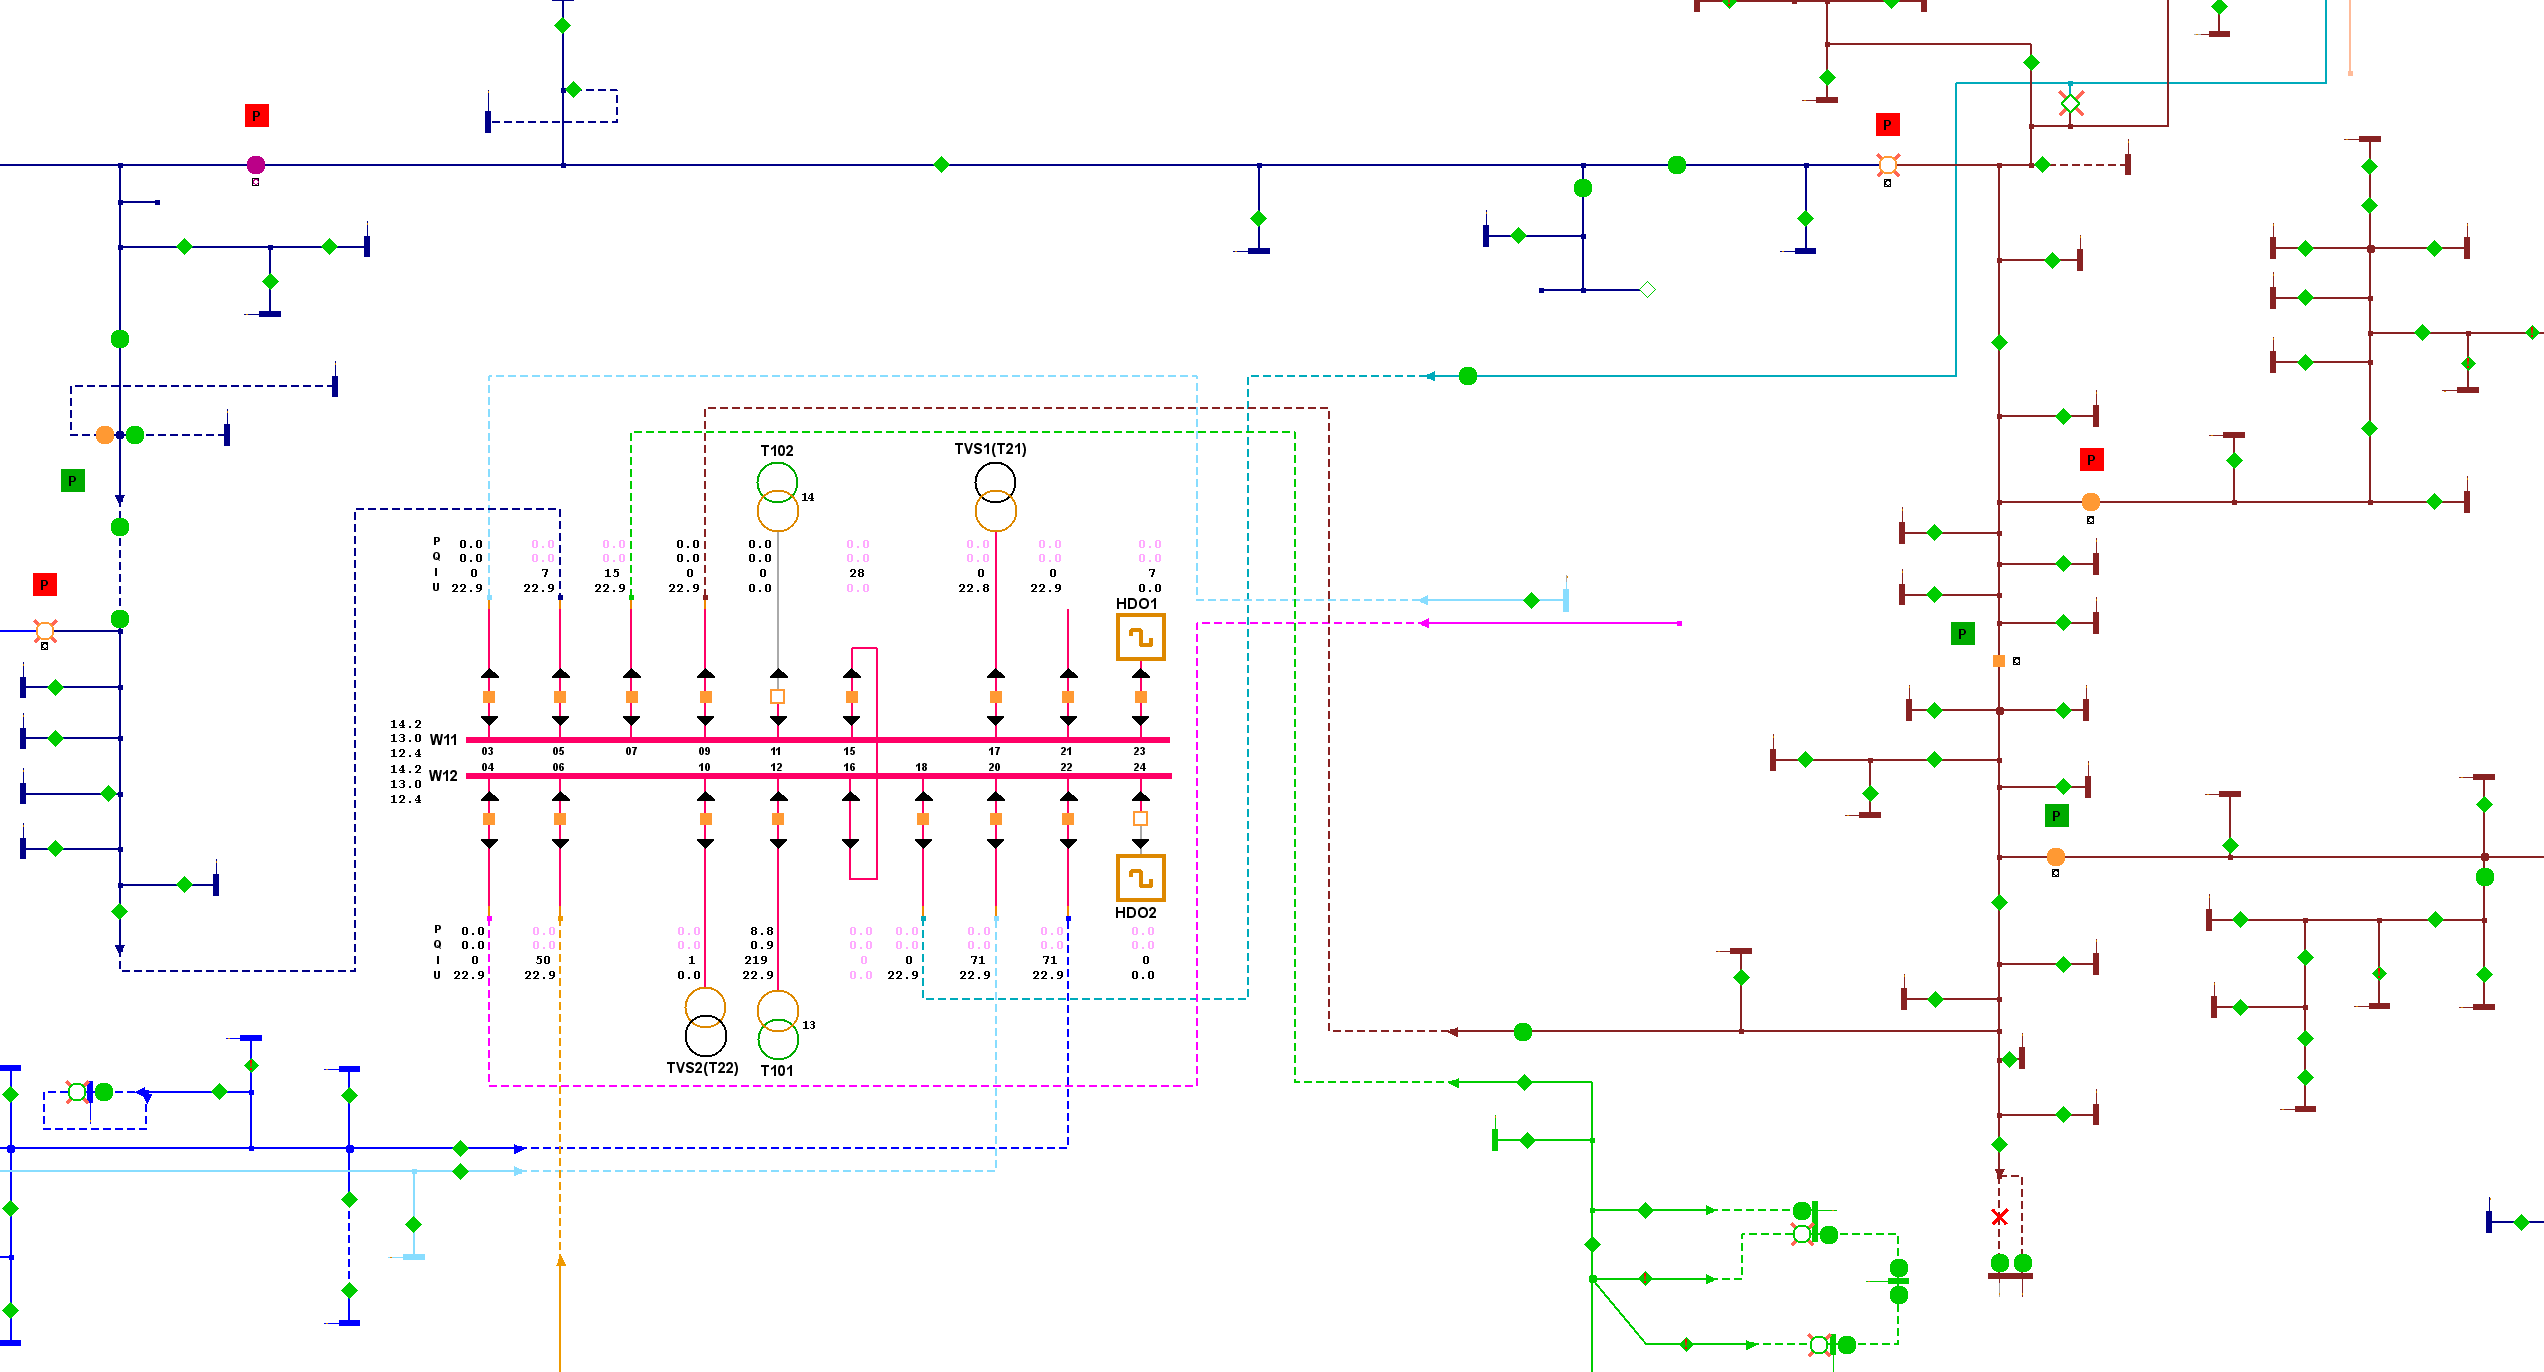 P
P
P
P
P
P
P
P
T102
14
TVS1(T21)
P 0.0 0.0 0.0 0.0 0.0 0.0 0.0 0.0 0.0
Q 0.0 0.0 0.0 0.0 0.0 0.0 0.0 0.0 0.0
I 0 7 15 0 0 28 0 0 7
U 22.9 22.9 22.9 22.9 0.0 0.0 22.8 22.9 0.0
HDO1
14.2
13.0
12.4
W11
03 05 07 09 11 15 17 21 23
14.2
13.0
12.4
W12
04 06 10 12 16 18 20 22 24
HDO2
P 0.0 0.0 0.0 8.8 0.0 0.0 0.0 0.0 0.0
Q 0.0 0.0 0.0 0.9 0.0 0.0 0.0 0.0 0.0
I 0 50 1 219 0 0 71 71 0
U 22.9 22.9 0.0 22.9 0.0 22.9 22.9 22.9 0.0
13
TVS2(T22)
T101